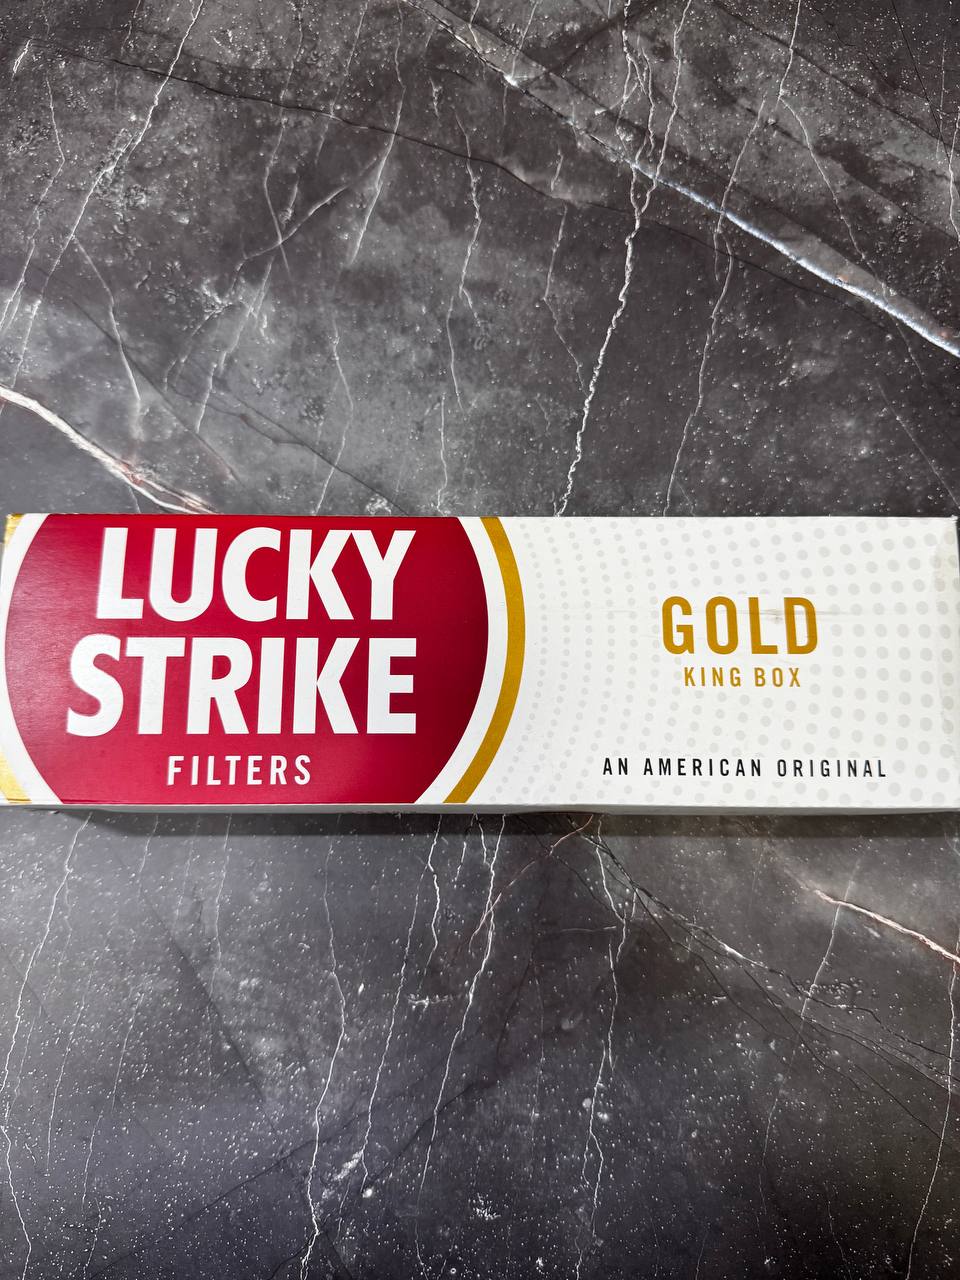 LUCKY
STRIKE
FILTERS
GOLD
KING BOX
AN AMERICAN ORIGINAL